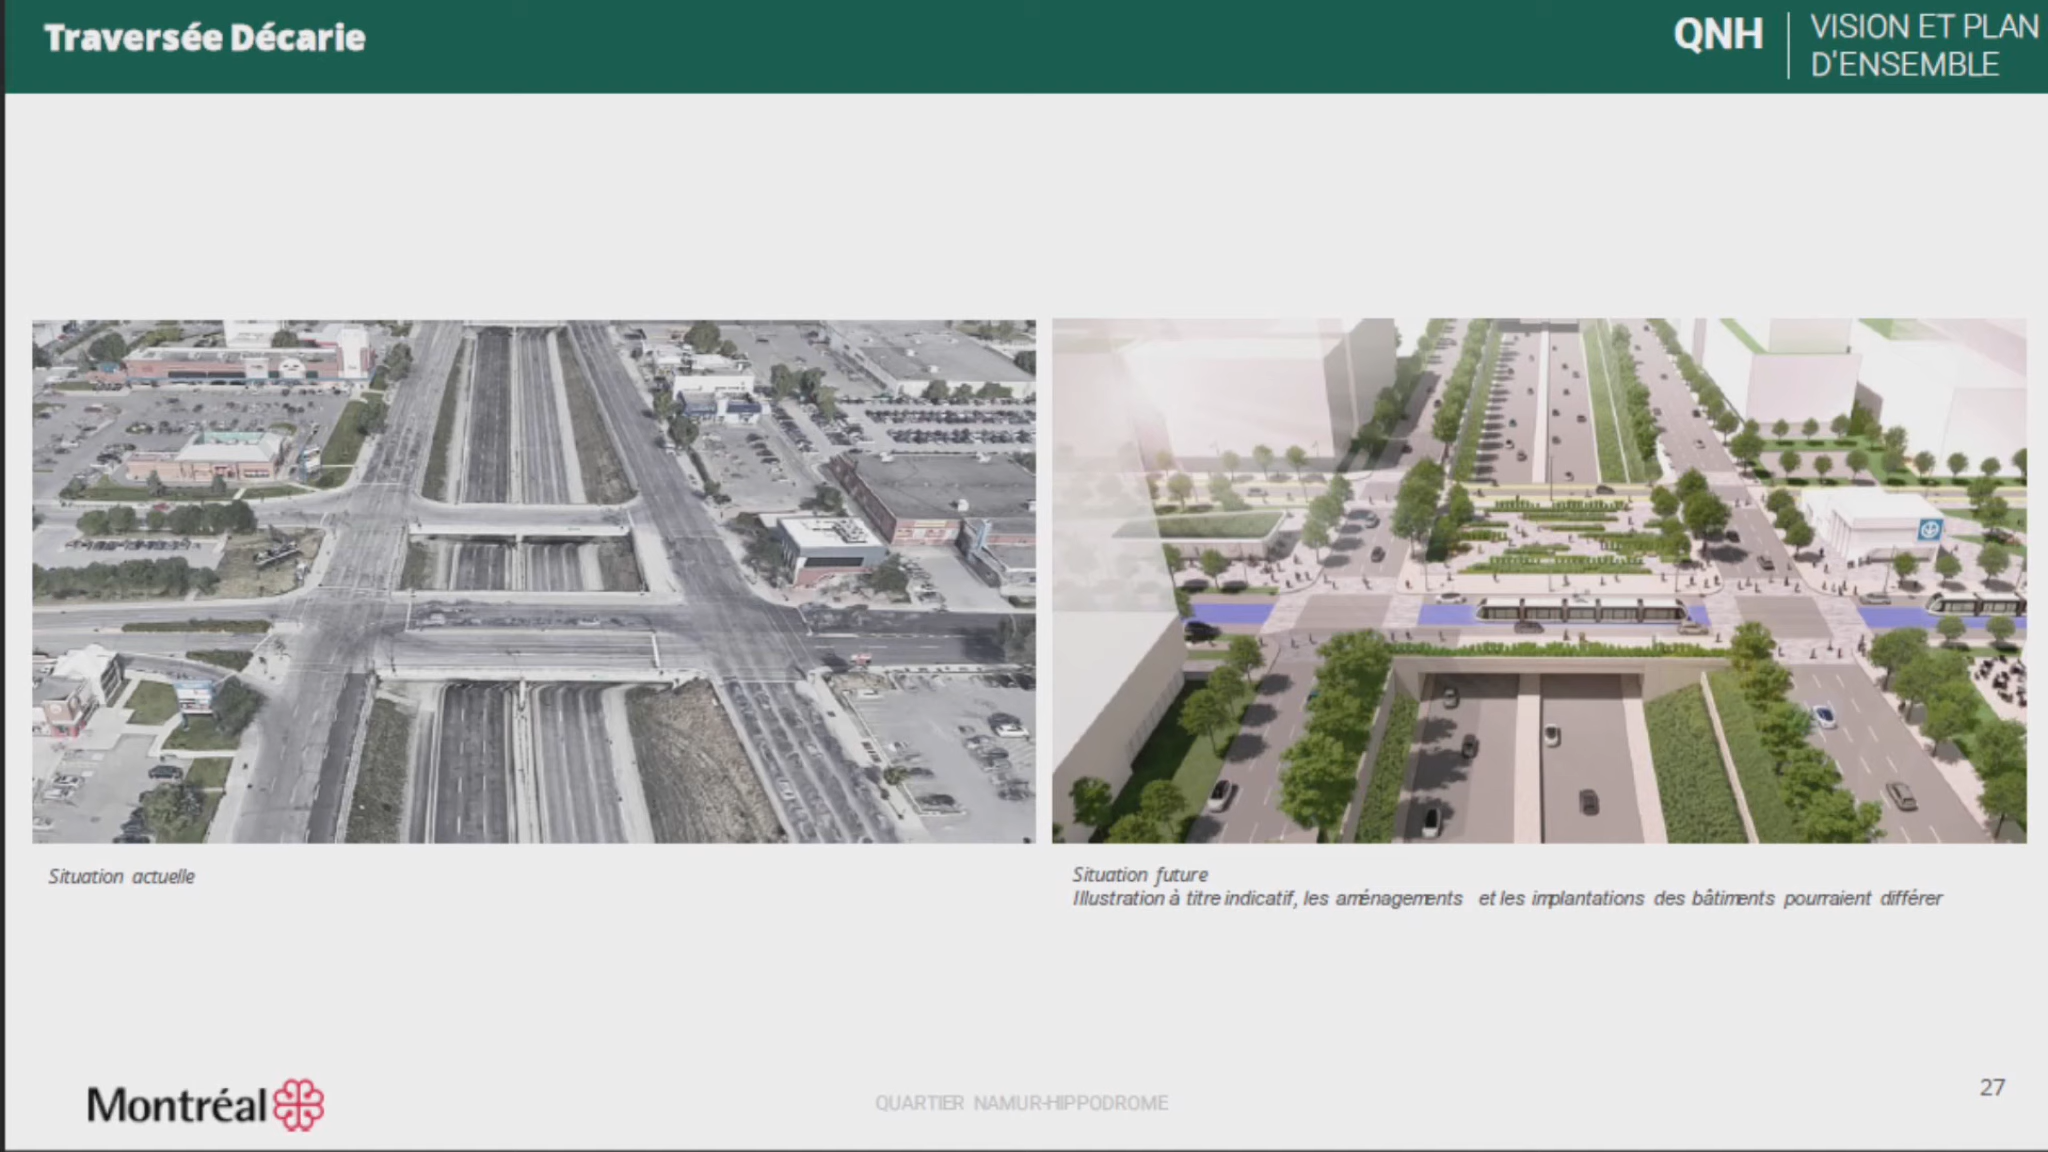 Traversée Décarie
QNH
VISION ET PLAN
D'ENSEMBLE
Situation actuelle
Situation future
Illustration à titre indicatif, les aménagements et les implantations des bâtiments pourraient différer
Montréal
QUARTIER NAMUR-HIPPODROME
27